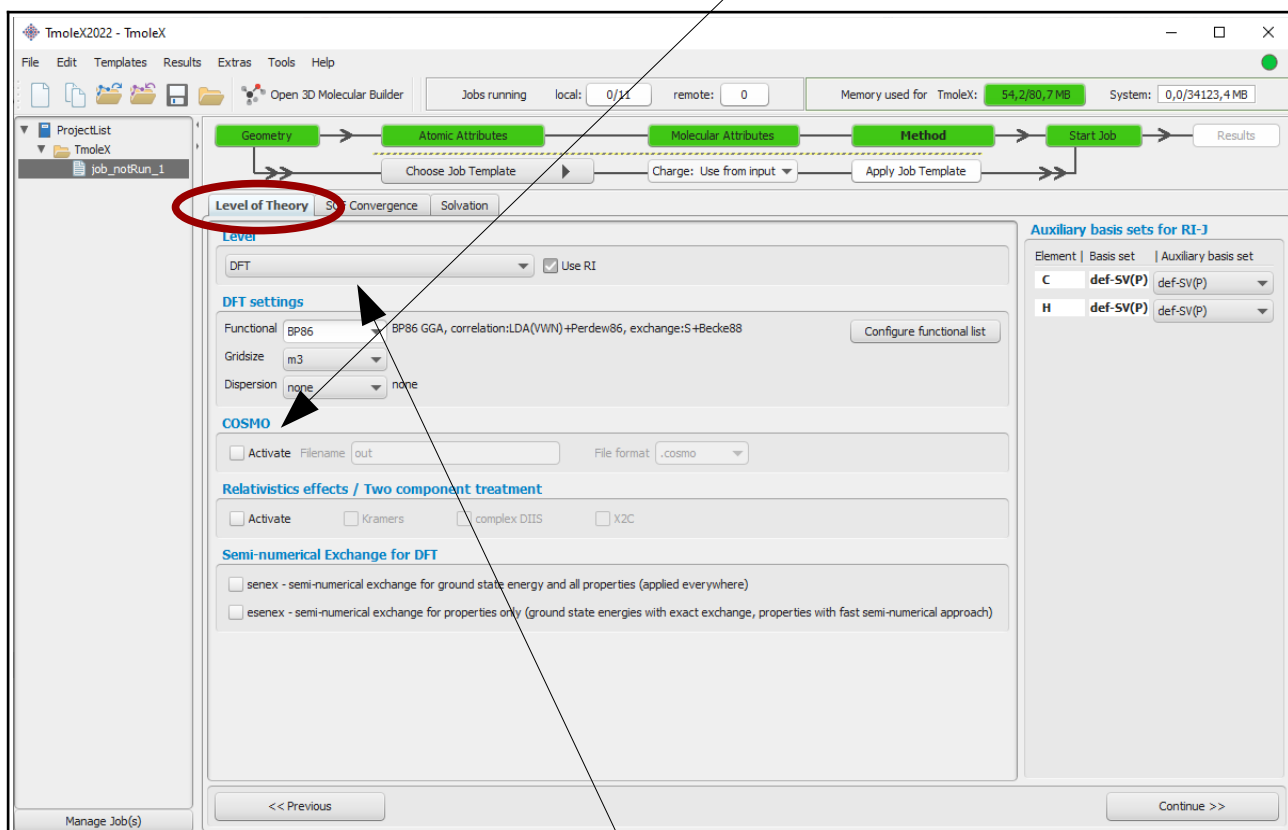 TmoleX2022 - TmoleX
File Edit Templates Results Extras Tools Help
Open 3D Molecular Builder Jobs running local: 0/11 remote: 0 Memory used for TmoleX: 54,2/80,7 MB System: 0,0/34123,4 MB
ProjectList
TmoleX
job_notRun_1
Geometry Atomic Attributes Molecular Attributes Method Start Job Results
Choose Job Template Charge: Use from input Apply Job Template
Level of Theory SCF Convergence Solvation
Level
DFT Use RI
DFT settings
Functional BP86 BP86 GGA, correlation:LDA(VWN)+Perdew86, exchange:S+Becke88 Configure functional list
Gridsize m3
Dispersion none none
COSMO
Activate Filename out File format .cosmo
Relativistics effects / Two component treatment
Activate Kramers complex DIIS X2C
Semi-numerical Exchange for DFT
senex - semi-numerical exchange for ground state energy and all properties (applied everywhere)
esenex - semi-numerical exchange for properties only (ground state energies with exact exchange, properties with fast semi-numerical approach)
Auxiliary basis sets for RI-J
Element | Basis set | Auxiliary basis set
C def-SV(P) def-SV(P)
H def-SV(P) def-SV(P)
<< Previous Continue >>
Manage Job(s)